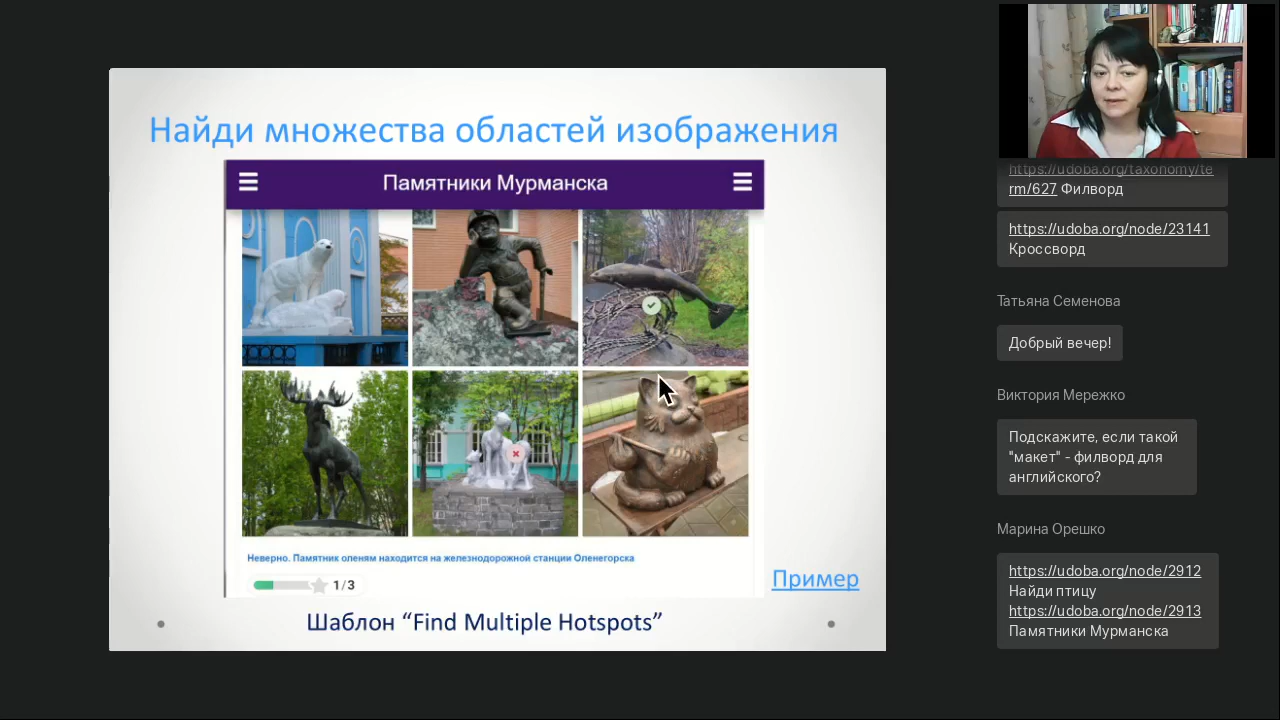 Найди множества областей изображения
Памятники Мурманска
Неверно. Памятник оленям находится на железнодорожной станции Оленегорска
1/3
Пример
Шаблон “Find Multiple Hotspots”
https://udoba.org/taxonomy/te
rm/627 Филворд
https://udoba.org/node/23141
Кроссворд
Татьяна Семенова
Добрый вечер!
Виктория Мережко
Подскажите, если такой
"макет" - филворд для
английского?
Марина Орешко
https://udoba.org/node/2912
Найди птицу
https://udoba.org/node/2913
Памятники Мурманска